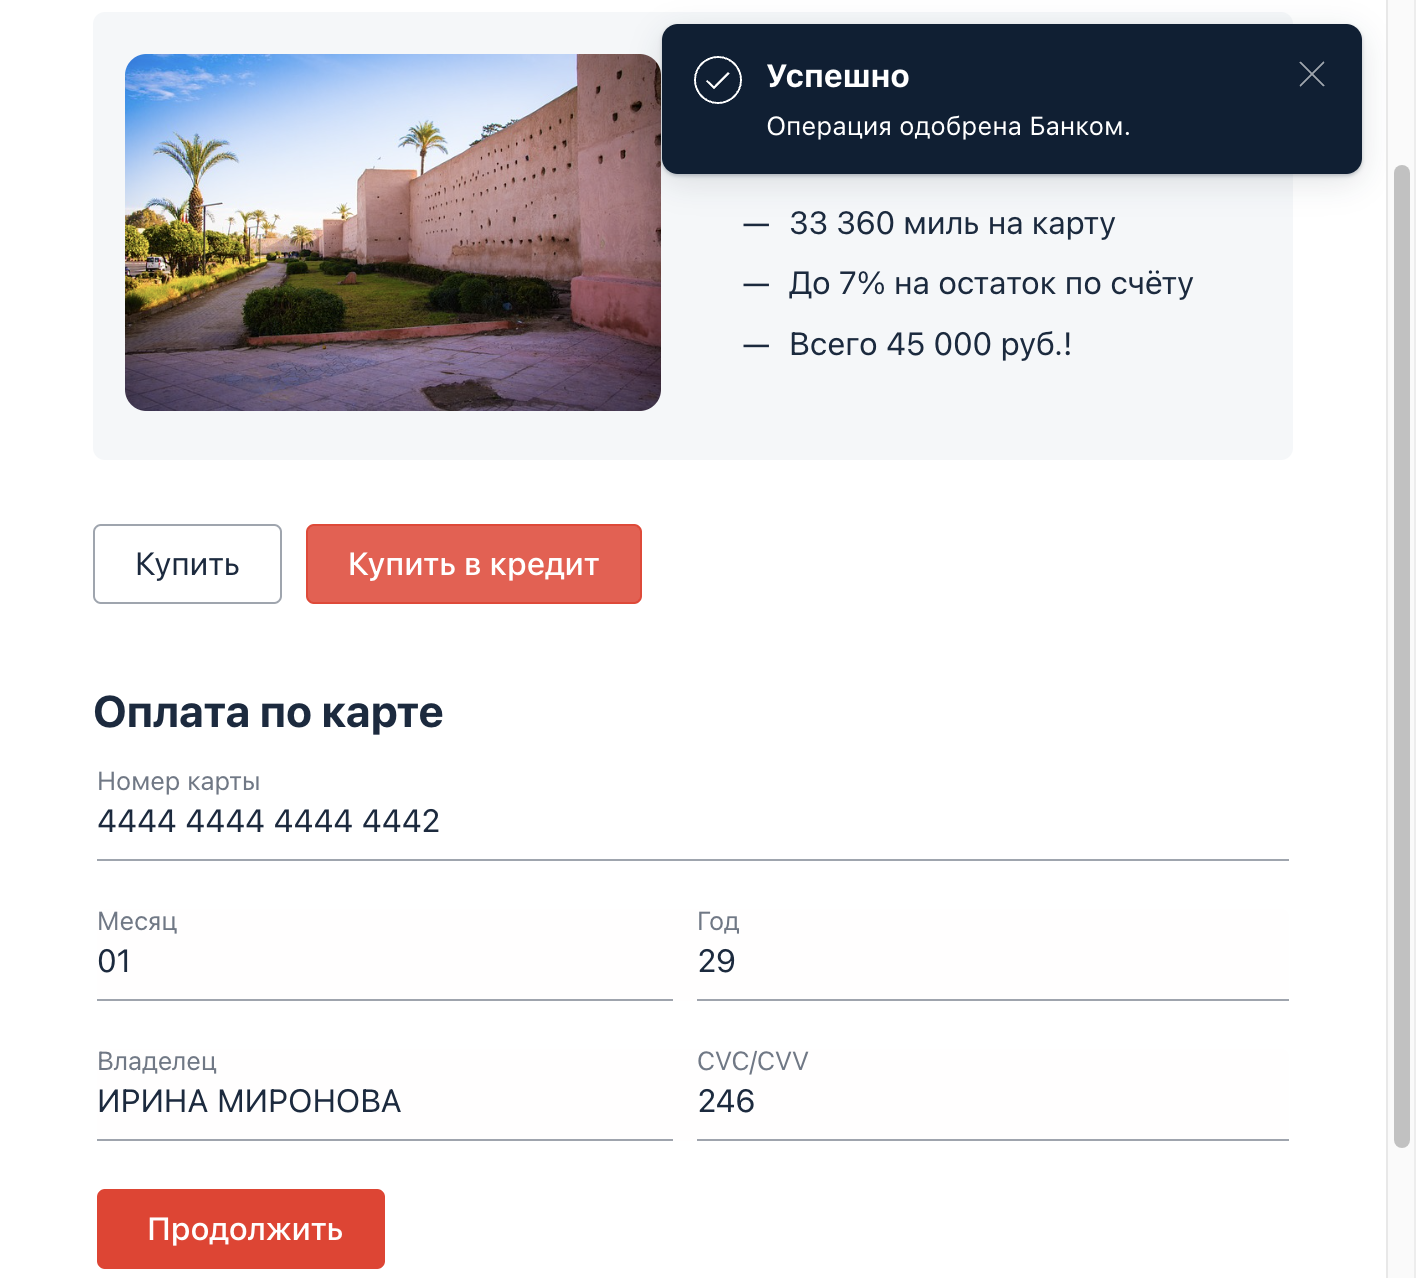 Успешно
Операция одобрена Банком.
— 33 360 миль на карту
— До 7% на остаток по счёту
— Всего 45 000 руб.!
Купить
Купить в кредит
Оплата по карте
Номер карты
4444 4444 4444 4442
Месяц
01
Год
29
Владелец
ИРИНА МИРОНОВА
CVC/CVV
246
Продолжить